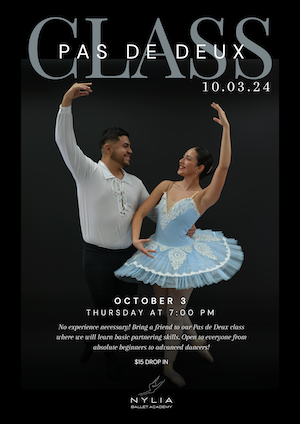 CLASS
PAS DE DEUX
10.03.24
OCTOBER 3
THURSDAY AT 7:00 PM
No experience necessary! Bring a friend to our Pas de Deux class
where we will learn basic partnering skills. Open to everyone from
absolute beginners to advanced dancers!
$15 DROP IN
NYLIA
BALLET ACADEMY